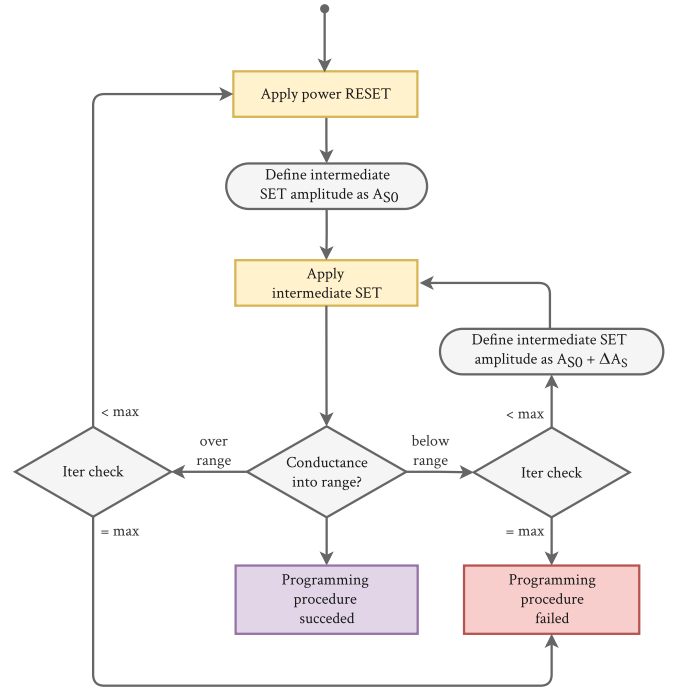 Apply power RESET
Define intermediate
SET amplitude as AS0
Apply
intermediate SET
Define intermediate SET
amplitude as AS0 + ΔAS
< max
< max
over
range
below
range
Iter check
Conductance
into range?
Iter check
= max
= max
Programming
procedure
succeded
Programming
procedure
failed